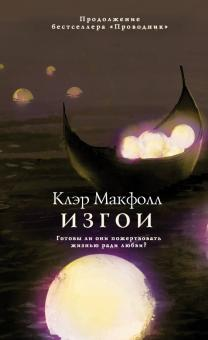 Продолжение
бестселлера «Проводник»
Клэр Макфолл
ИЗГОИ
Готовы ли они пожертвовать
жизнью ради любви?